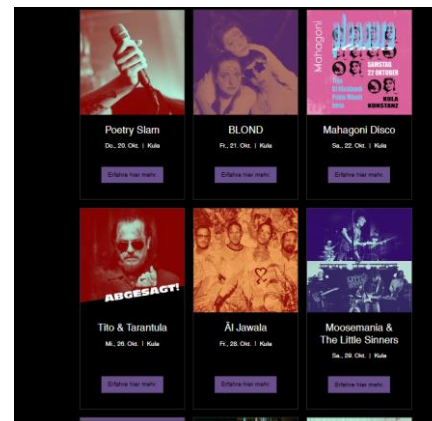 Mahagoni
SAMSTAG
22 OKTOBER
KULA
KONSTANZ
Poetry Slam
Do., 20. Okt. | Kula
Erfahre hier mehr
BLOND
Fr., 21. Okt. | Kula
Erfahre hier mehr
Mahagoni Disco
Sa., 22. Okt. | Kula
Erfahre hier mehr
ABGESAGT!
Tito & Tarantula
Mi., 26. Okt. | Kula
Erfahre hier mehr
Äl Jawala
Fr., 28. Okt. | Kula
Erfahre hier mehr
Moosemania &
The Little Sinners
Sa., 29. Okt. | Kula
Erfahre hier mehr